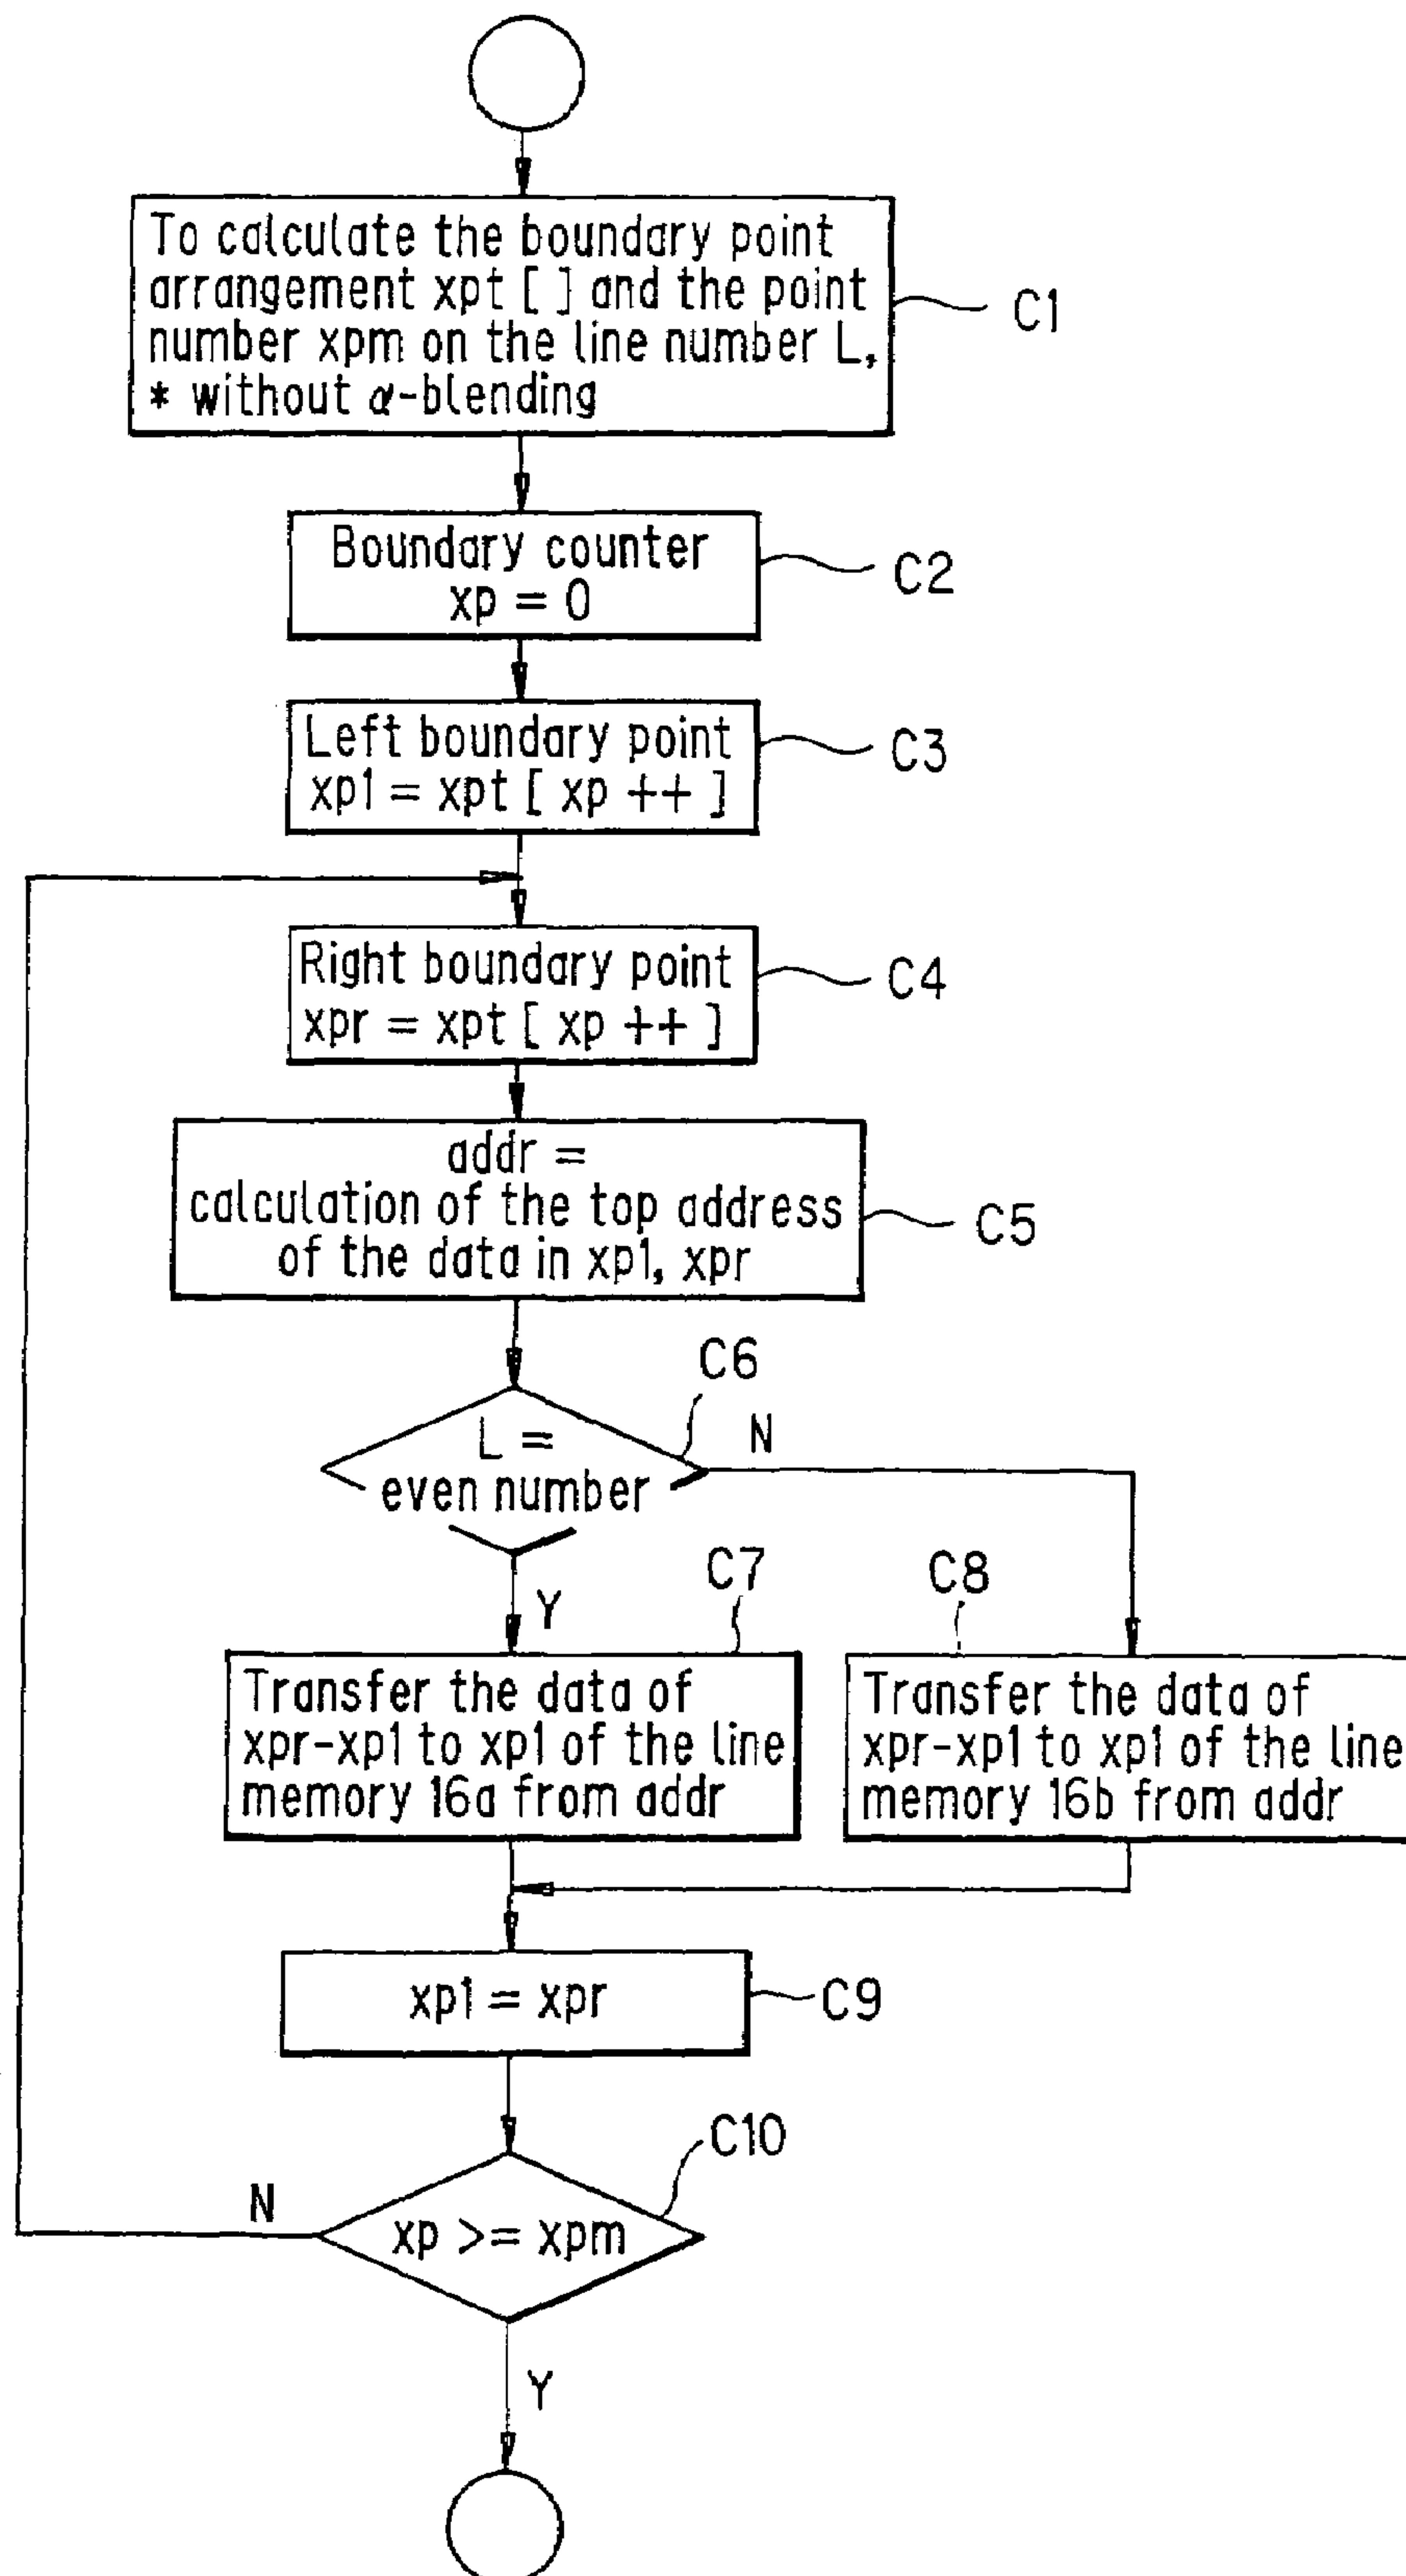 To calculate the boundary point
arrangement xpt [ ] and the point
number xpm on the line number L,
* without α-blending
C1
Boundary counter
xp = 0
C2
Left boundary point
xp1 = xpt [ xp ++ ]
C3
Right boundary point
xpr = xpt [ xp ++ ]
C4
addr =
calculation of the top address
of the data in xp1, xpr
C5
C6
L =
even number
N
Y
C7
Transfer the data of
xpr-xp1 to xp1 of the line
memory 16a from addr
C8
Transfer the data of
xpr-xp1 to xp1 of the line
memory 16b from addr
xp1 = xpr
C9
C10
xp >= xpm
N
Y